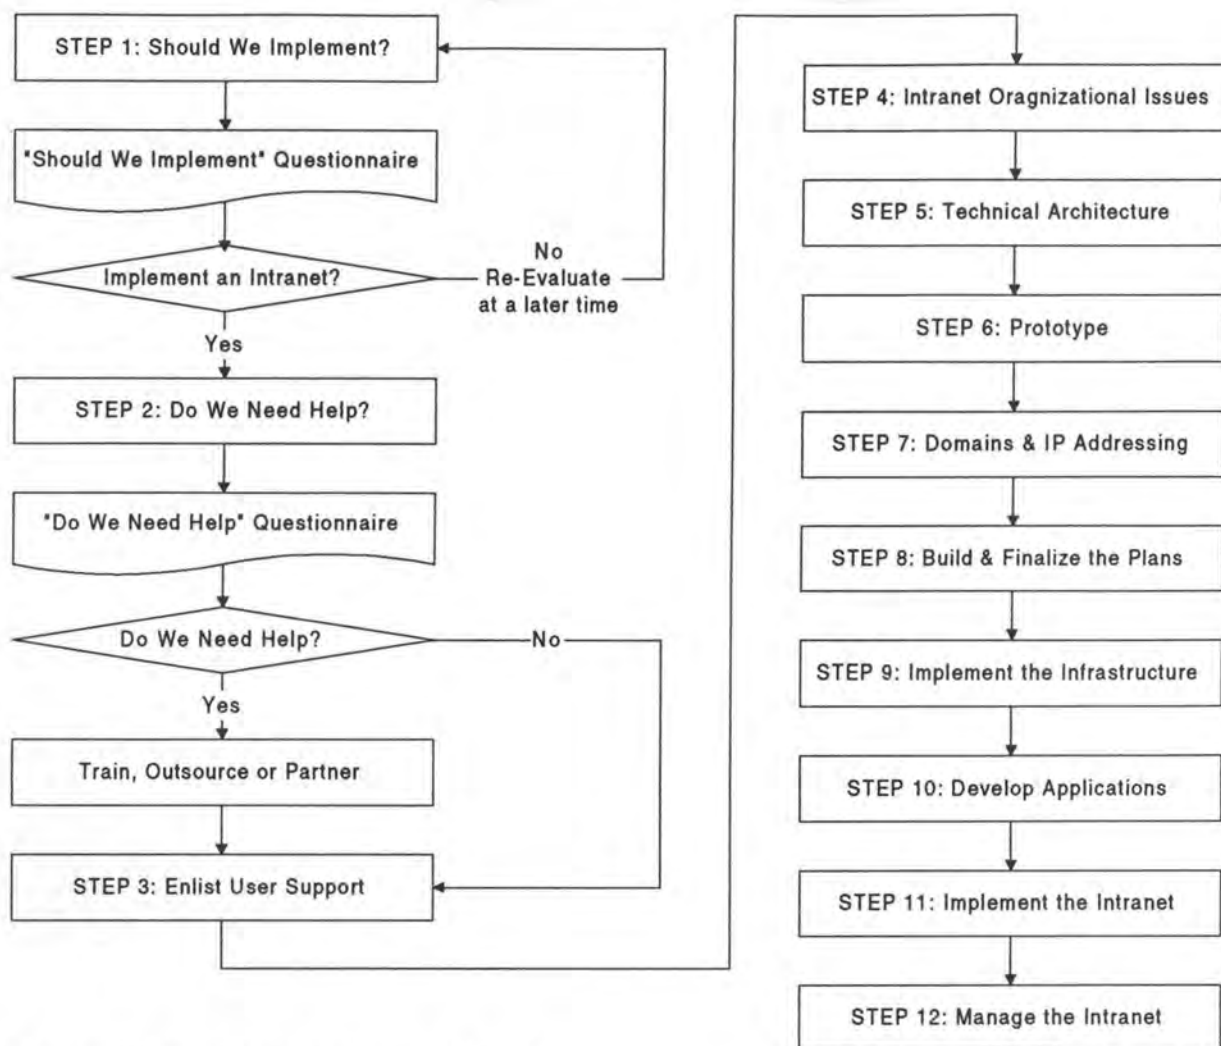 STEP 1: Should We Implement?
"Should We Implement" Questionnaire
Implement an Intranet?
No
Re-Evaluate
at a later time
Yes
STEP 2: Do We Need Help?
"Do We Need Help" Questionnaire
Do We Need Help?
No
Yes
Train, Outsource or Partner
STEP 3: Enlist User Support
STEP 4: Intranet Oragnizational Issues
STEP 5: Technical Architecture
STEP 6: Prototype
STEP 7: Domains & IP Addressing
STEP 8: Build & Finalize the Plans
STEP 9: Implement the Infrastructure
STEP 10: Develop Applications
STEP 11: Implement the Intranet
STEP 12: Manage the Intranet